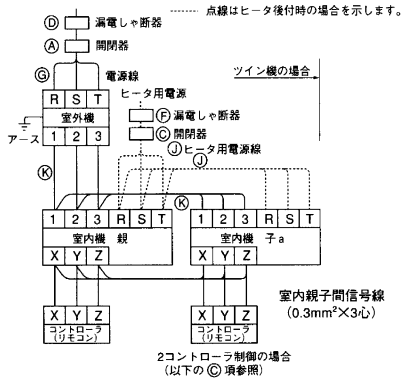 ------ 点線はヒータ後付時の場合を示します。
Ⓓ 漏電しゃ断器
Ⓐ 開閉器
Ⓖ 電源線
ツイン機の場合
ヒータ用電源
R S T
室外機
アース
1 2 3
Ⓕ 漏電しゃ断器
Ⓒ 開閉器
Ⓙ ヒータ用電源線
Ⓙ
Ⓚ
Ⓚ
1 2 3 R S T
室内機 親
X Y Z
1 2 3 R S T
室内機 子a
X Y Z
室内親子間信号線
(0.3mm²×3心)
X Y Z
コントローラ
(リモコン)
X Y Z
コントローラ
(リモコン)
2コントローラ制御の場合
(以下の Ⓒ 項参照)